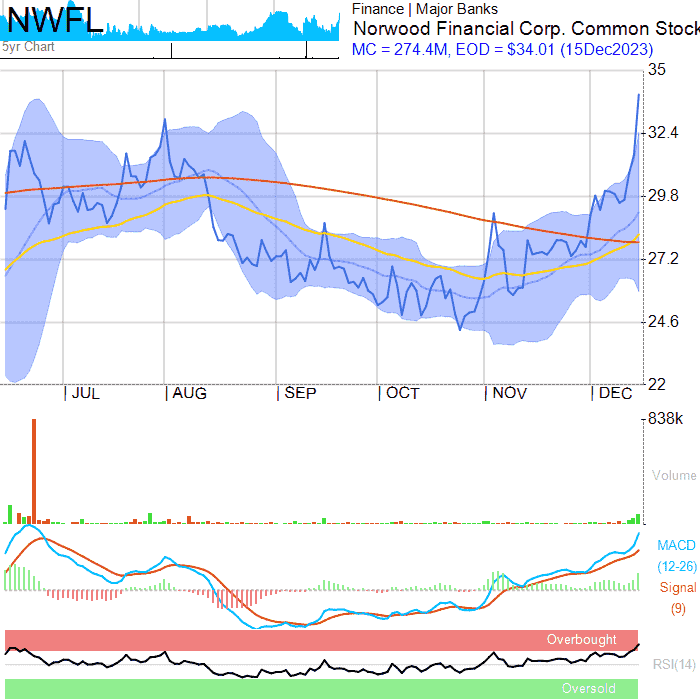 NWFL
5yr Chart
Finance | Major Banks
Norwood Financial Corp. Common Stock
MC = 274.4M, EOD = $34.01 (15Dec2023)
35
32.4
29.8
27.2
24.6
22
JUL AUG SEP OCT NOV DEC
838k
Volume
MACD
(12-26)
Signal
(9)
Overbought
RSI(14)
Oversold